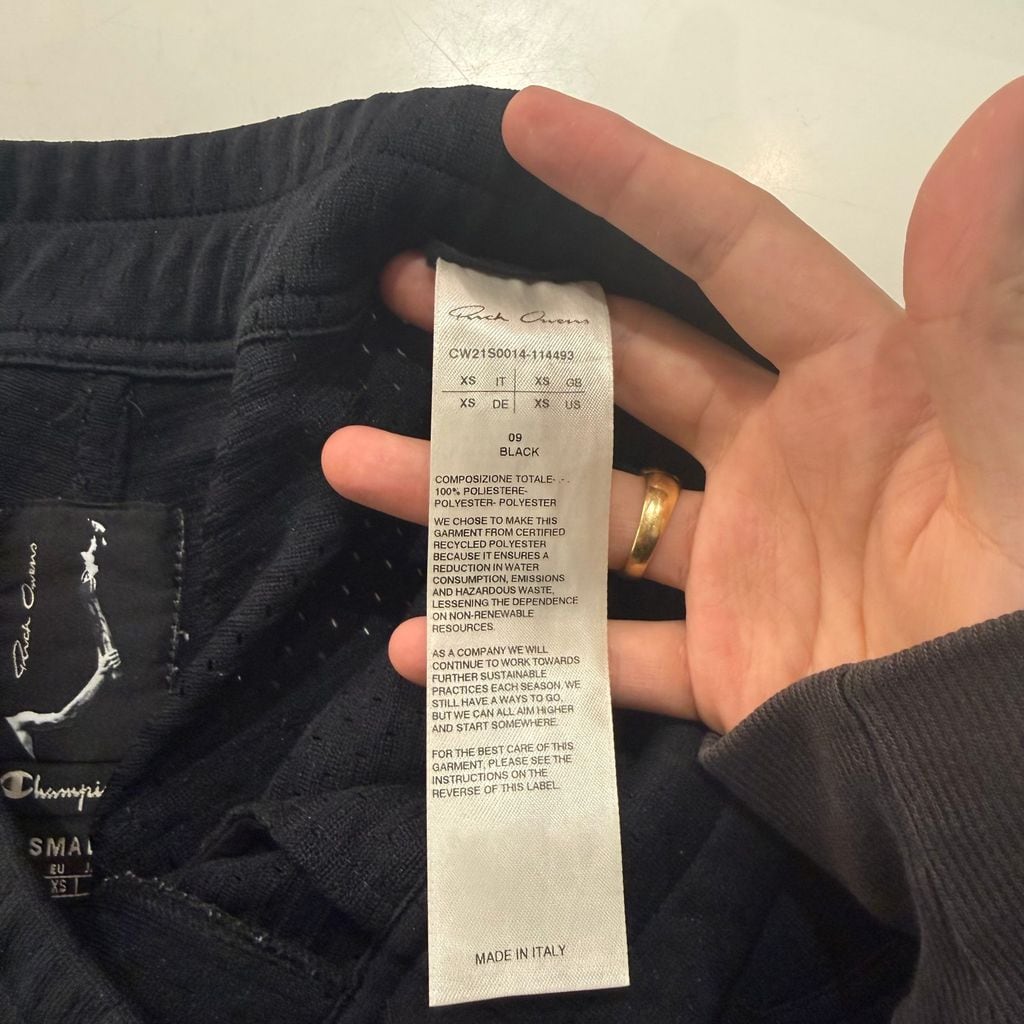 Rick Owens
CW21S0014-114493
XS IT XS GB
XS DE XS US
09
BLACK
COMPOSIZIONE TOTALE- .- .
100% POLIESTERE-
POLYESTER- POLYESTER
WE CHOSE TO MAKE THIS
GARMENT FROM CERTIFIED
RECYCLED POLYESTER
BECAUSE IT ENSURES A
REDUCTION IN WATER
CONSUMPTION, EMISSIONS
AND HAZARDOUS WASTE,
LESSENING THE DEPENDENCE
ON NON-RENEWABLE
RESOURCES.
AS A COMPANY WE WILL
CONTINUE TO WORK TOWARDS
FURTHER SUSTAINABLE
PRACTICES EACH SEASON. WE
STILL HAVE A WAYS TO GO,
BUT WE CAN ALL AIM HIGHER
AND START SOMEWHERE.
FOR THE BEST CARE OF THIS
GARMENT, PLEASE SEE THE
INSTRUCTIONS ON THE
REVERSE OF THIS LABEL.
MADE IN ITALY
Rick Owens
Champi
SMAL
EU
XS